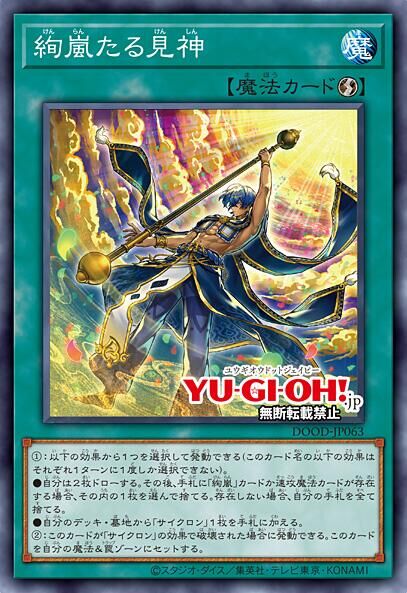 絢嵐たる見神
魔
【魔法カード】
ユウギオウドットジェイピー
YU-GI-OH!.jp
無断転載禁止
DOOD-JP063
①:以下の効果から1つを選択して発動できる(このカード名の以下の効果は
それぞれ1ターンに1度しか選択できない)。
●自分は2枚ドローする。その後、手札に「絢嵐」カードか速攻魔法カードが存在
する場合、その内の1枚を選んで捨てる。存在しない場合、自分の手札を全て
捨てる。
●自分のデッキ・墓地から「サイクロン」1枚を手札に加える。
②:このカードが「サイクロン」の効果で破壊された場合に発動できる。このカード
を自分の魔法&罠ゾーンにセットする。
©スタジオ・ダイス/集英社・テレビ東京・KONAMI